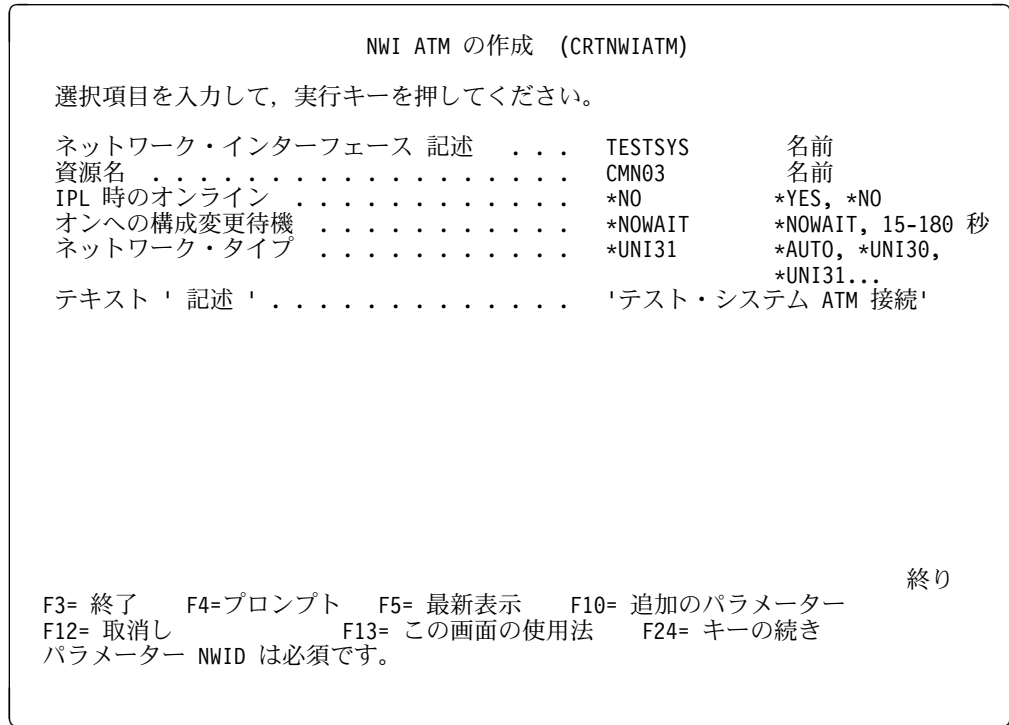 NWI ATM の作成 (CRTNWIATM)
選択項目を入力して, 実行キーを押してください。
ネットワーク・インターフェース 記述 . . . TESTSYS 名前
資源名 . . . . . . . . . . . . . . . . . . CMN03 名前
IPL 時のオンライン . . . . . . . . . . . . *NO *YES, *NO
オンへの構成変更待機 . . . . . . . . . . . *NOWAIT *NOWAIT, 15-180 秒
ネットワーク・タイプ . . . . . . . . . . . *UNI31 *AUTO, *UNI30,
*UNI31...
テキスト ' 記述 ' . . . . . . . . . . . . . 'テスト・システム ATM 接続'
終り
F3= 終了 F4=プロンプト F5= 最新表示 F10= 追加のパラメーター
F12= 取消し F13= この画面の使用法 F24= キーの続き
パラメーター NWID は必須です。